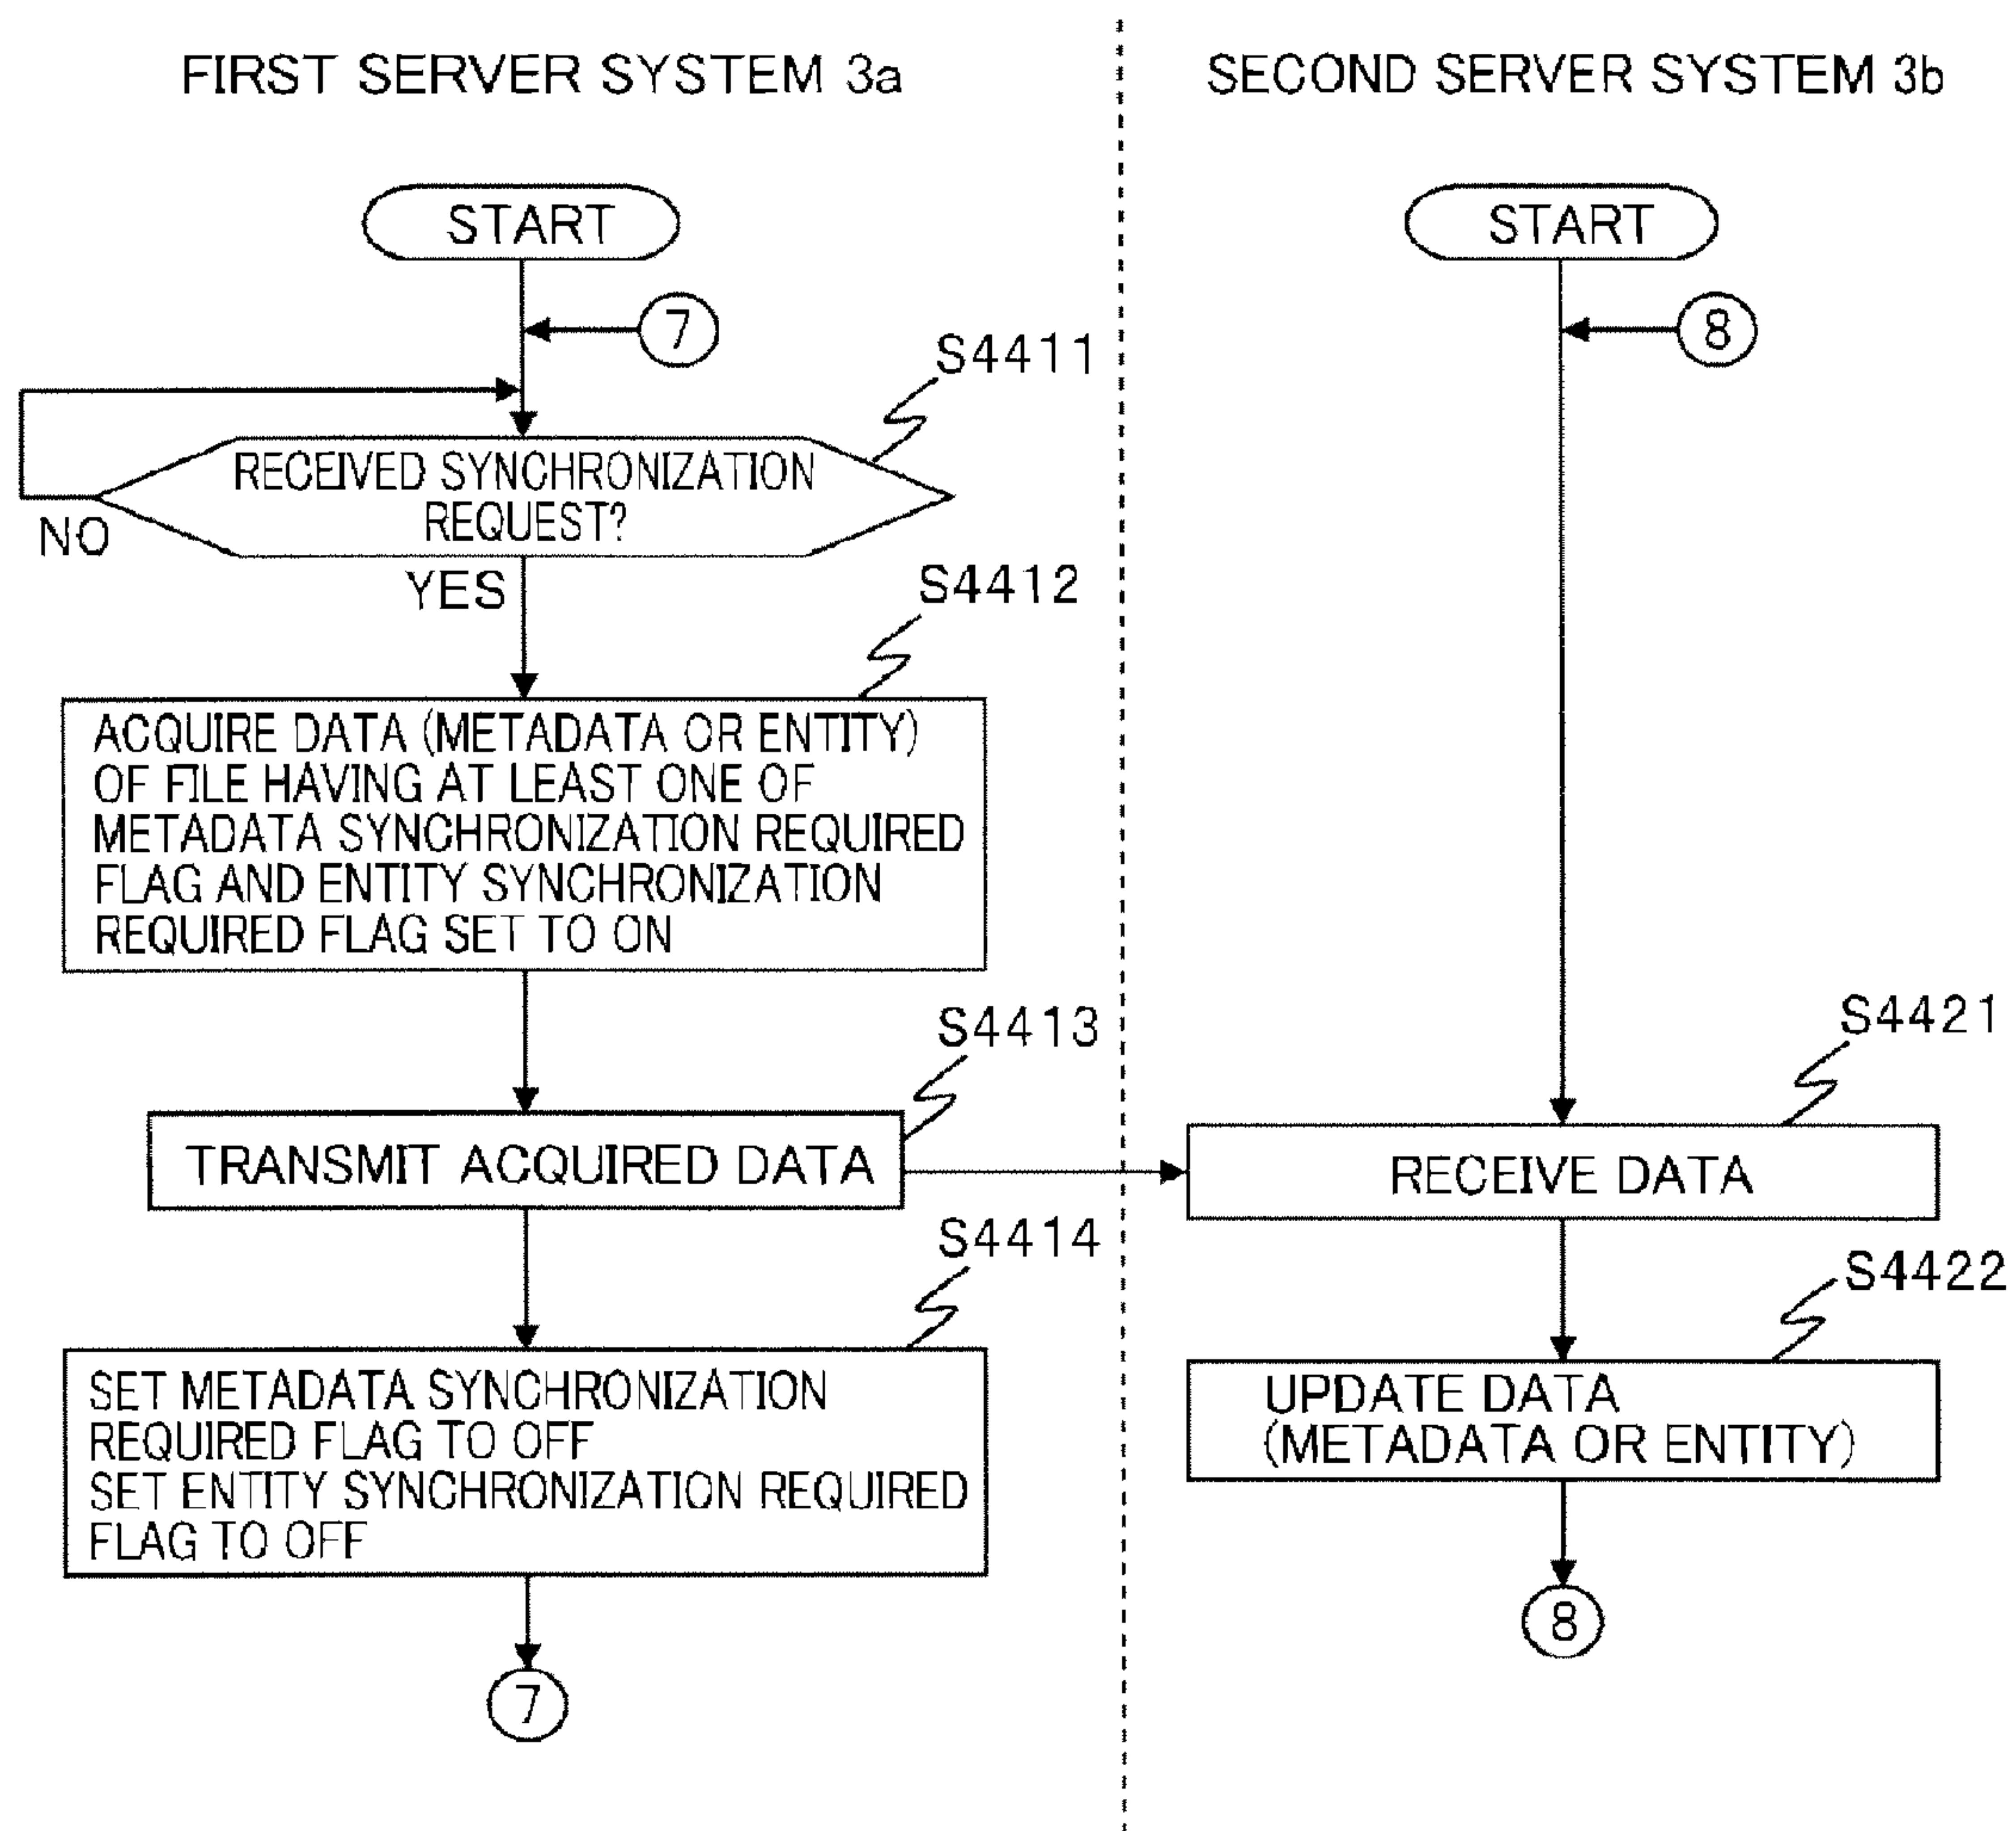 FIRST SERVER SYSTEM 3a
START
7
S4411
RECEIVED SYNCHRONIZATION
REQUEST?
NO
YES
S4412
ACQUIRE DATA (METADATA OR ENTITY)
OF FILE HAVING AT LEAST ONE OF
METADATA SYNCHRONIZATION REQUIRED
FLAG AND ENTITY SYNCHRONIZATION
REQUIRED FLAG SET TO ON
S4413
TRANSMIT ACQUIRED DATA
S4414
SET METADATA SYNCHRONIZATION
REQUIRED FLAG TO OFF
SET ENTITY SYNCHRONIZATION REQUIRED
FLAG TO OFF
7
SECOND SERVER SYSTEM 3b
START
8
S4421
RECEIVE DATA
S4422
UPDATE DATA
(METADATA OR ENTITY)
8